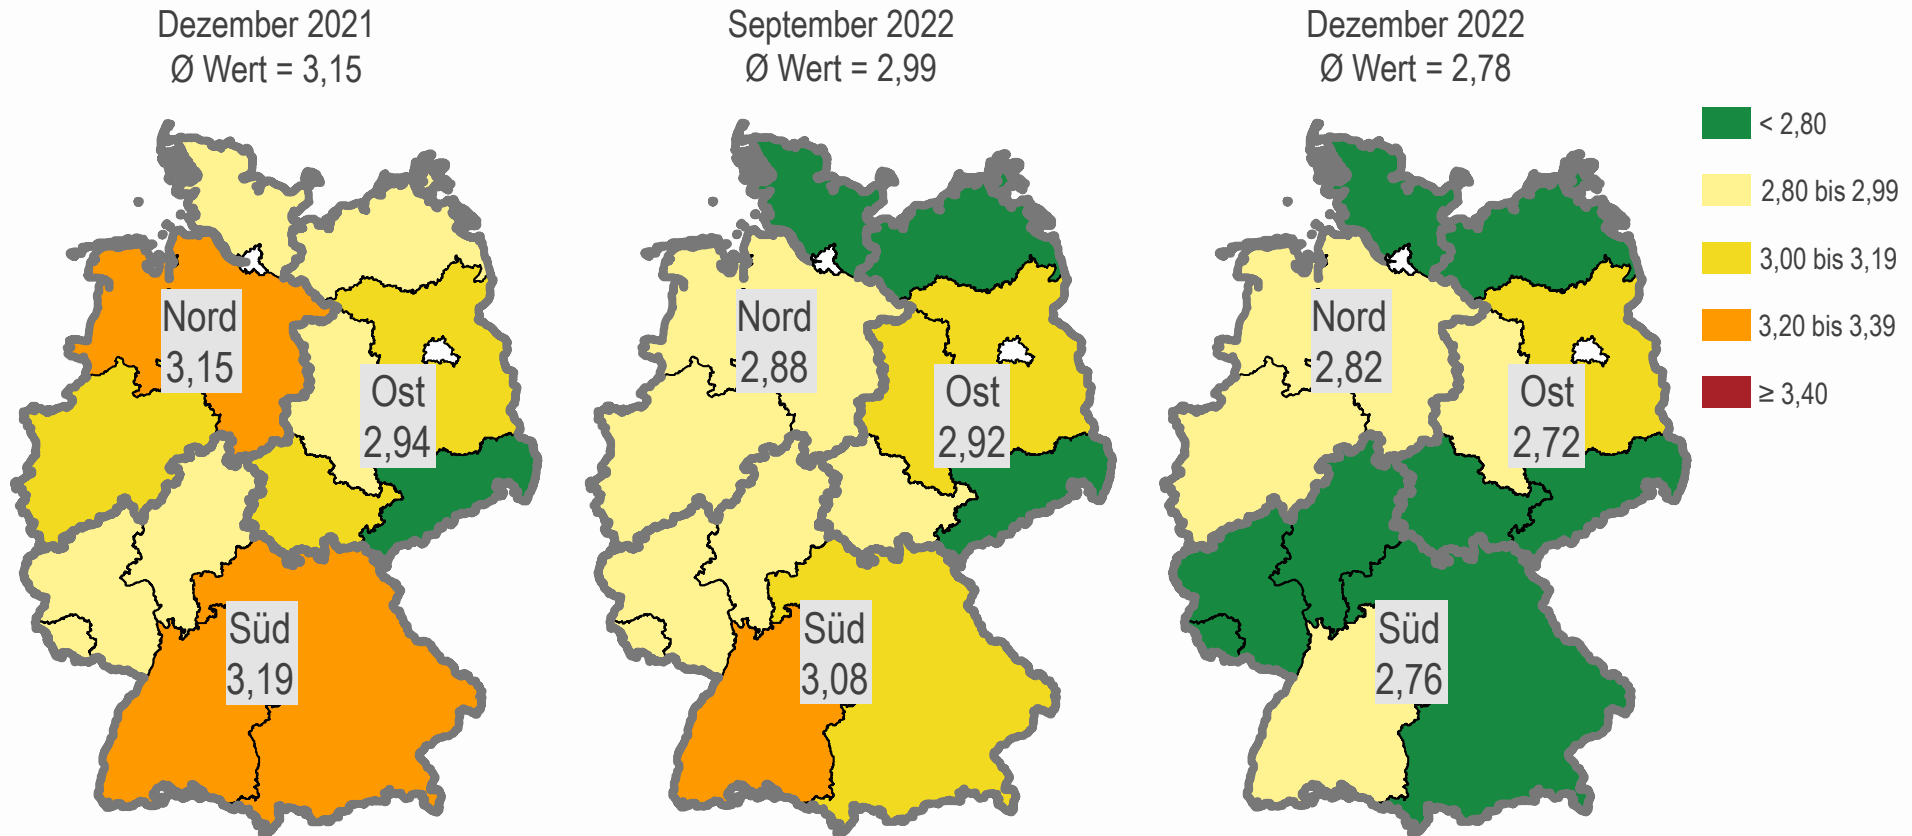 Dezember 2021
Ø Wert = 3,15
September 2022
Ø Wert = 2,99
Dezember 2022
Ø Wert = 2,78
Nord
3,15
Ost
2,94
Süd
3,19
Nord
2,88
Ost
2,92
Süd
3,08
Nord
2,82
Ost
2,72
Süd
2,76
< 2,80
2,80 bis 2,99
3,00 bis 3,19
3,20 bis 3,39
≥ 3,40